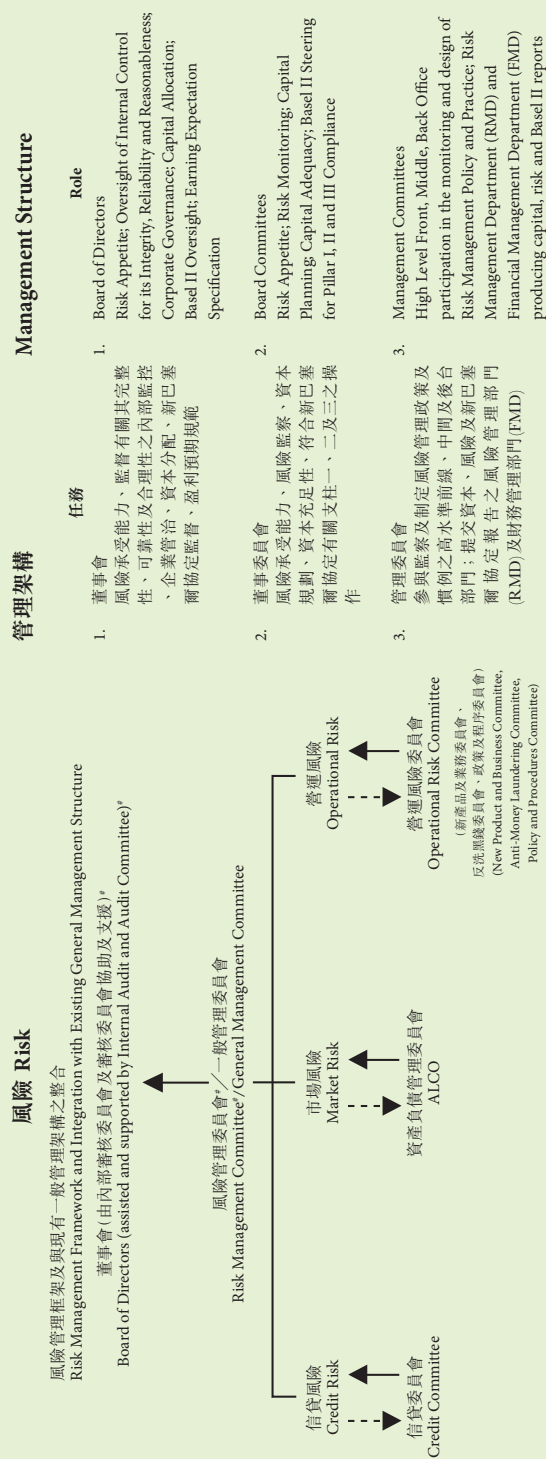 風險 Risk
風險管理框架及與現有一般管理架構之整合
Risk Management Framework and Integration with Existing General Management Structure
董事會(由內部審核委員會及審核委員會協助及支援)#
Board of Directors (assisted and supported by Internal Audit and Audit Committee)#
風險管理委員會#／一般管理委員會
Risk Management Committee#/ General Management Committee
信貸風險
Credit Risk
信貸委員會
Credit Committee
市場風險
Market Risk
資產負債管理委員會
ALCO
營運風險
Operational Risk
營運風險委員會
Operational Risk Committee
(新產品及業務委員會、
反洗黑錢委員會、政策及程序委員會)
(New Product and Business Committee,
Anti-Money Laundering Committee,
Policy and Procedures Committee)
管理架構
任務
1. 董事會
風險承受能力、監督有關其完整
性、可靠性及合理性之內部監控
、企業管治、資本分配、新巴塞
爾協定監督、盈利預期規範
2. 董事委員會
風險承受能力、風險監察、資本
規劃、資本充足性、符合新巴塞
爾協定有關支柱一、二及三之操
作
3. 管理委員會
參與監察及制定風險管理政策及
慣例之高水準前線、中間及後台
部門；提交資本、風險及新巴塞
爾協定報告之風險管理部門
(RMD)及財務管理部門(FMD)
Management Structure
Role
1. Board of Directors
Risk Appetite; Oversight of Internal Control
for its Integrity, Reliability and Reasonableness;
Corporate Governance; Capital Allocation;
Basel II Oversight; Earning Expectation
Specification
2. Board Committees
Risk Appetite; Risk Monitoring; Capital
Planning; Capital Adequacy; Basel II Steering
for Pillar I, II and III Compliance
3. Management Committees
High Level Front, Middle, Back Office
participation in the monitoring and design of
Risk Management Policy and Practice; Risk
Management Department (RMD) and
Financial Management Department (FMD)
producing capital, risk and Basel II reports